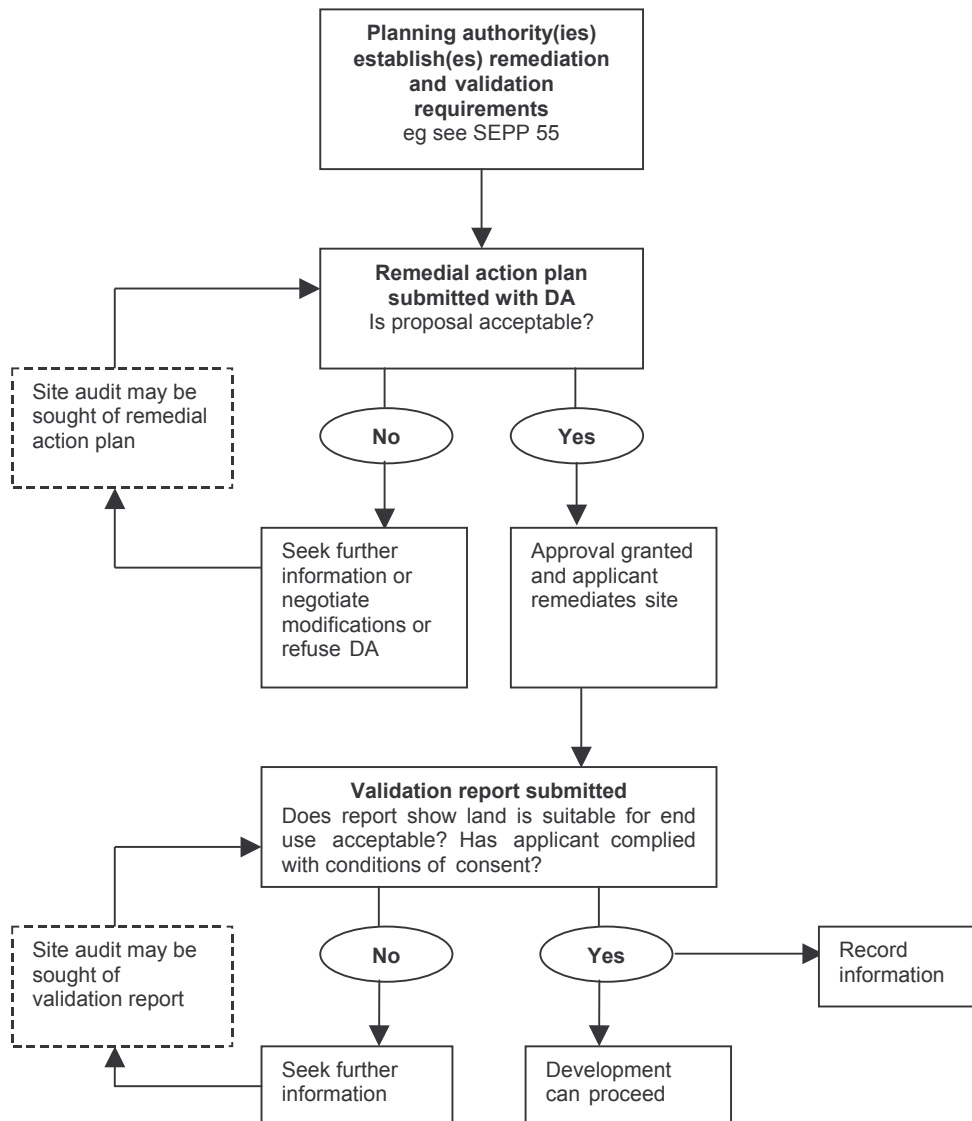 Planning authority(ies)
establish(es) remediation
and validation
requirements
eg see SEPP 55
Remedial action plan
submitted with DA
Is proposal acceptable?
Site audit may be
sought of remedial
action plan
No
Yes
Seek further
information or
negotiate
modifications or
refuse DA
Approval granted
and applicant
remediates site
Validation report submitted
Does report show land is suitable for end
use acceptable? Has applicant complied
with conditions of consent?
Site audit may be
sought of
validation report
No
Yes
Record
information
Seek further
information
Development
can proceed